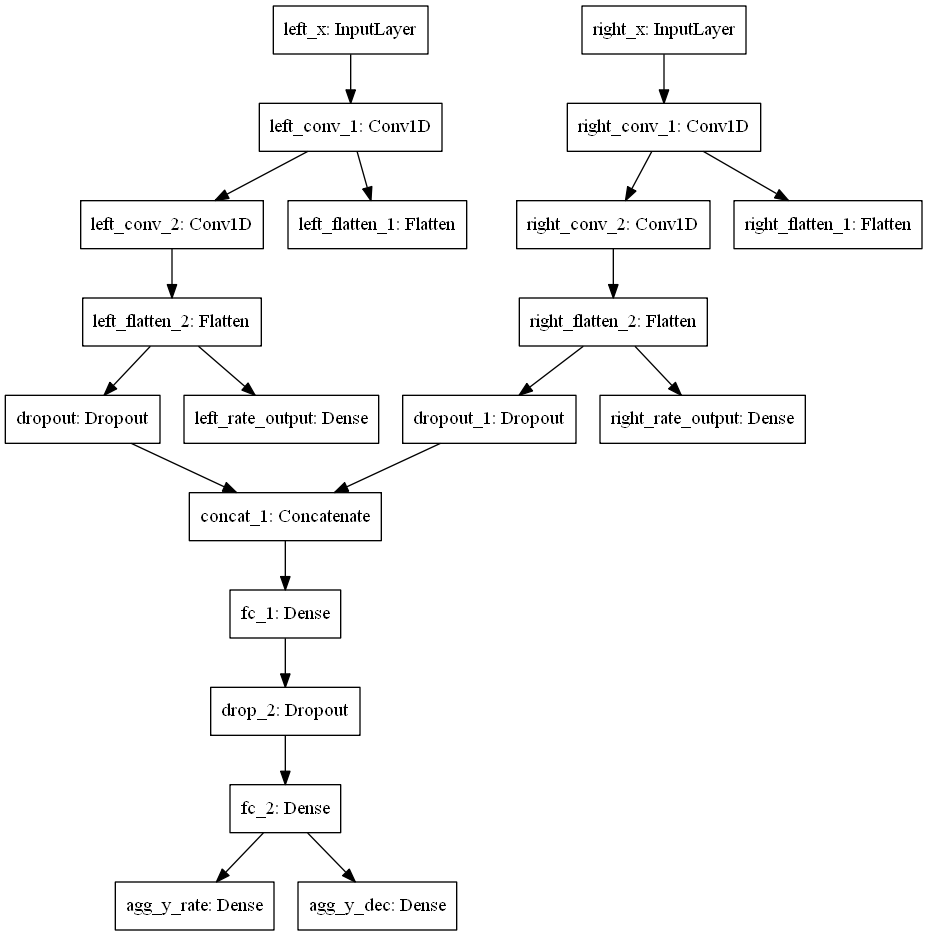 left_x: InputLayer
right_x: InputLayer
left_conv_1: Conv1D
right_conv_1: Conv1D
left_conv_2: Conv1D
left_flatten_1: Flatten
right_conv_2: Conv1D
right_flatten_1: Flatten
left_flatten_2: Flatten
right_flatten_2: Flatten
dropout: Dropout
left_rate_output: Dense
dropout_1: Dropout
right_rate_output: Dense
concat_1: Concatenate
fc_1: Dense
drop_2: Dropout
fc_2: Dense
agg_y_rate: Dense
agg_y_dec: Dense